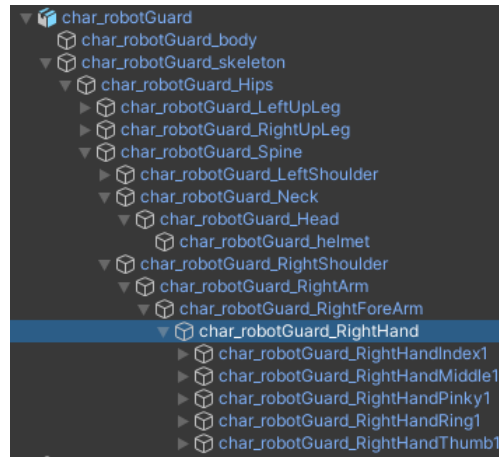 char_robotGuard
char_robotGuard_body
char_robotGuard_skeleton
char_robotGuard_Hips
char_robotGuard_LeftUpLeg
char_robotGuard_RightUpLeg
char_robotGuard_Spine
char_robotGuard_LeftShoulder
char_robotGuard_Neck
char_robotGuard_Head
char_robotGuard_helmet
char_robotGuard_RightShoulder
char_robotGuard_RightArm
char_robotGuard_RightForeArm
char_robotGuard_RightHand
char_robotGuard_RightHandIndex1
char_robotGuard_RightHandMiddle1
char_robotGuard_RightHandPinky1
char_robotGuard_RightHandRing1
char_robotGuard_RightHandThumb1